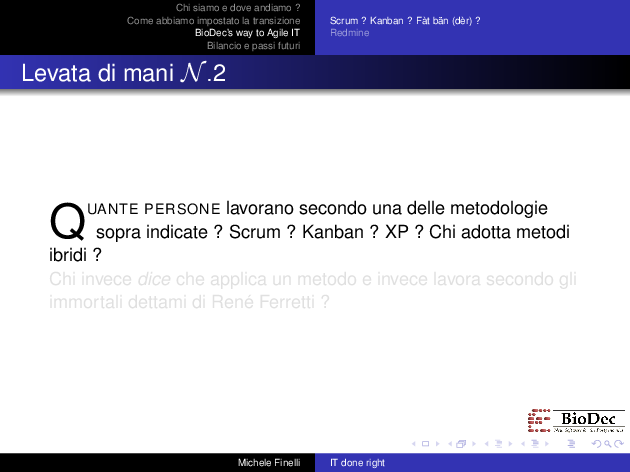 Chi siamo e dove andiamo ?
Come abbiamo impostato la transizione
BioDec's way to Agile IT
Bilancio e passi futuri
Scrum ? Kanban ? Fàt bän (dèr) ?
Redmine
Levata di mani N.2
QUANTE PERSONE lavorano secondo una delle metodologie
sopra indicate ? Scrum ? Kanban ? XP ? Chi adotta metodi
ibridi ?
Chi invece dice che applica un metodo e invece lavora secondo gli
immortali dettami di René Ferretti ?
BioDec
Michele Finelli
IT done right